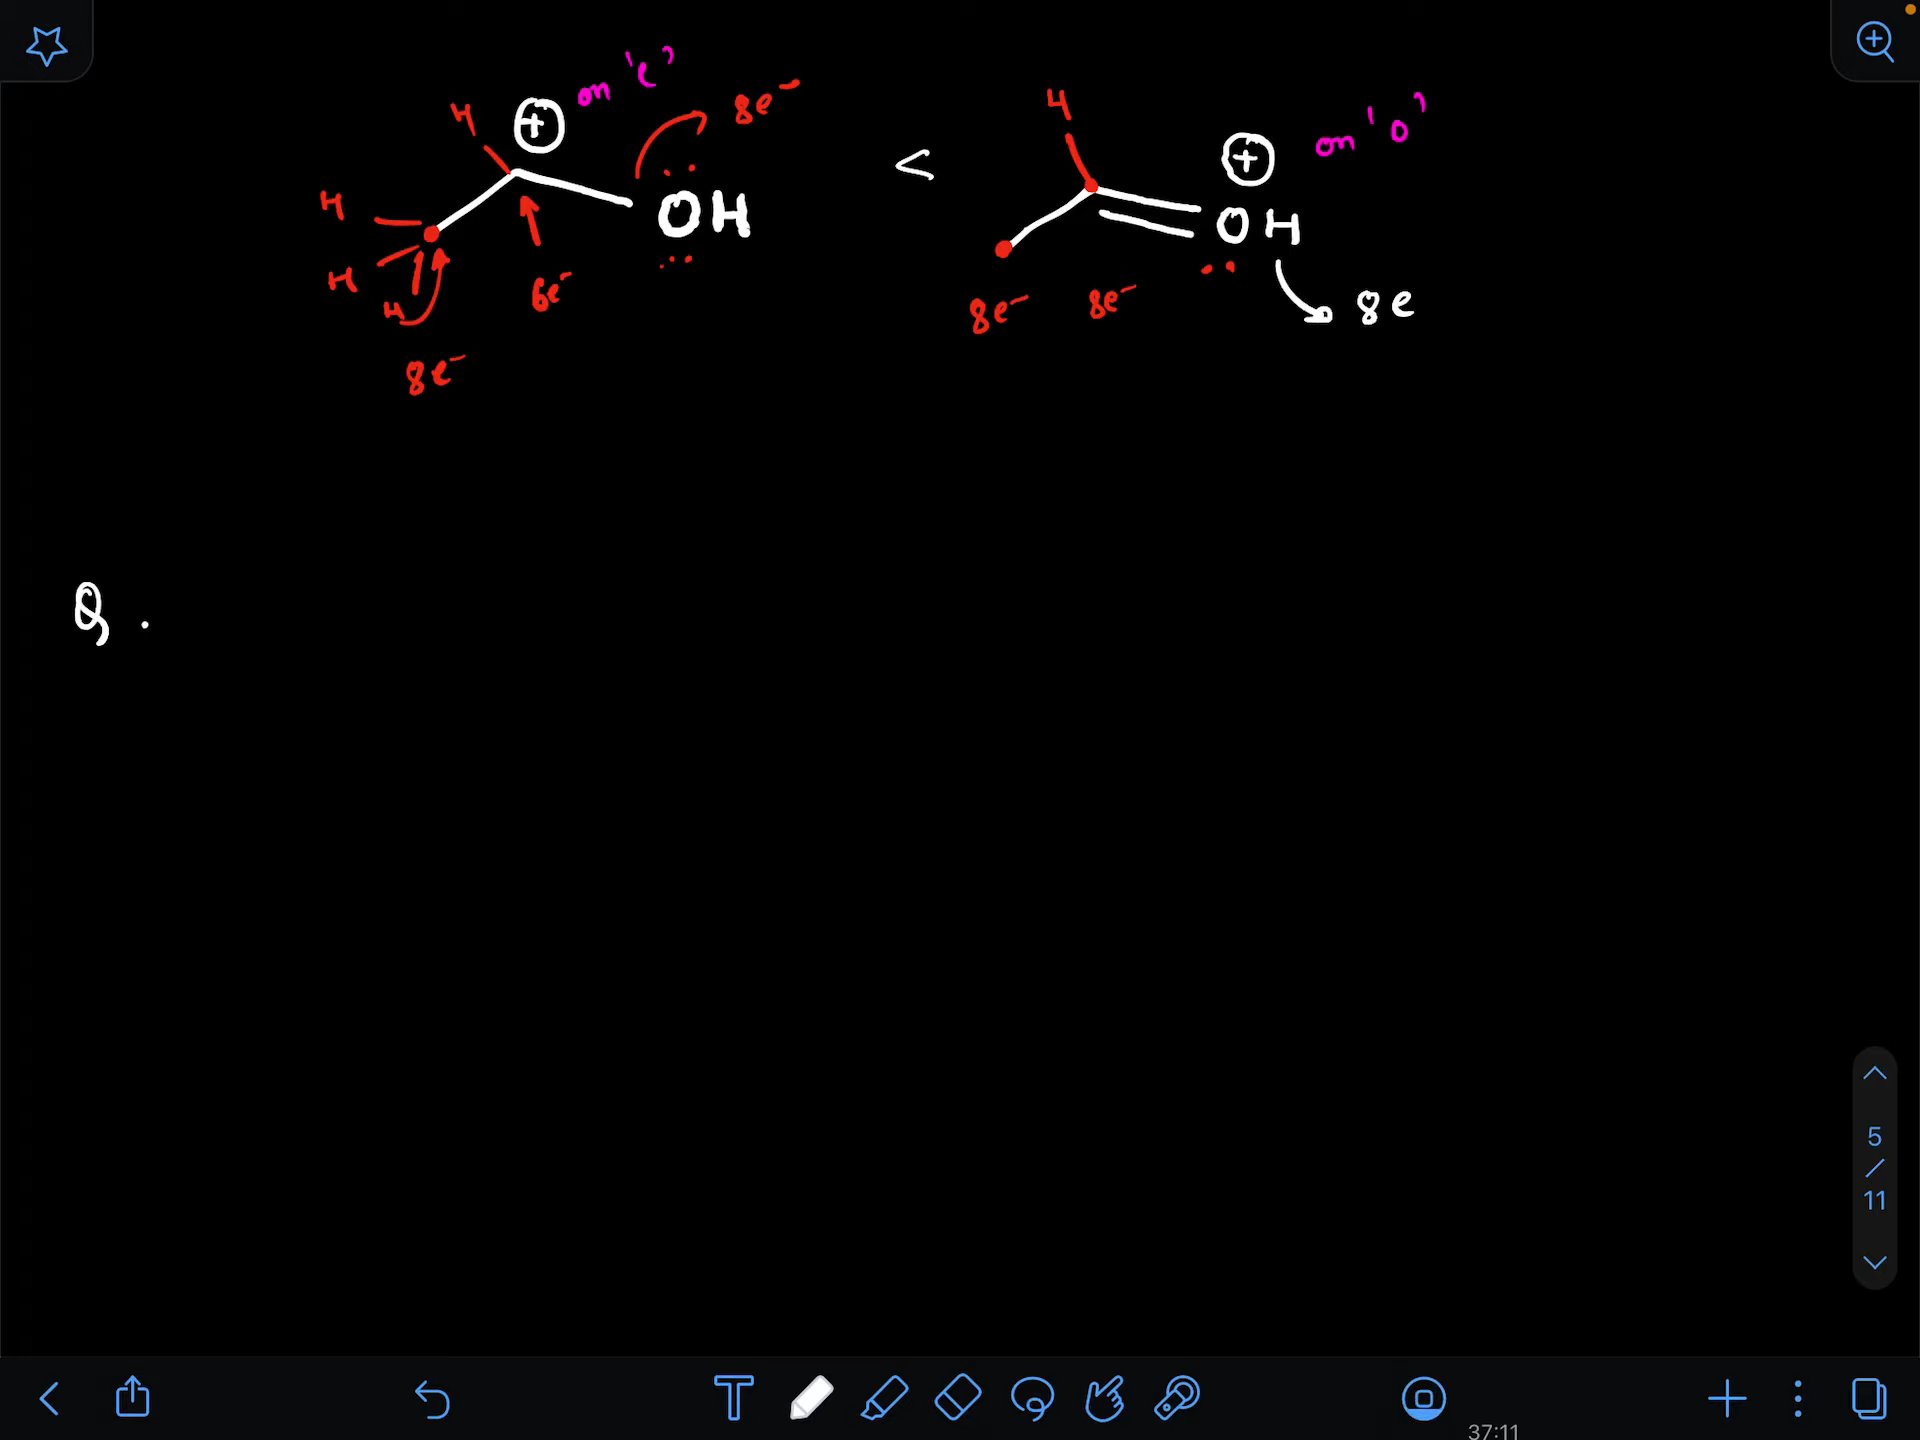 H ⊕ on 'c' 8e⁻
OH
H
H
H
6e⁻
8e⁻
<
H ⊕ on 'o'
OH
8e⁻ 8e⁻ 8e
Q.
5
/
11
T
37:11